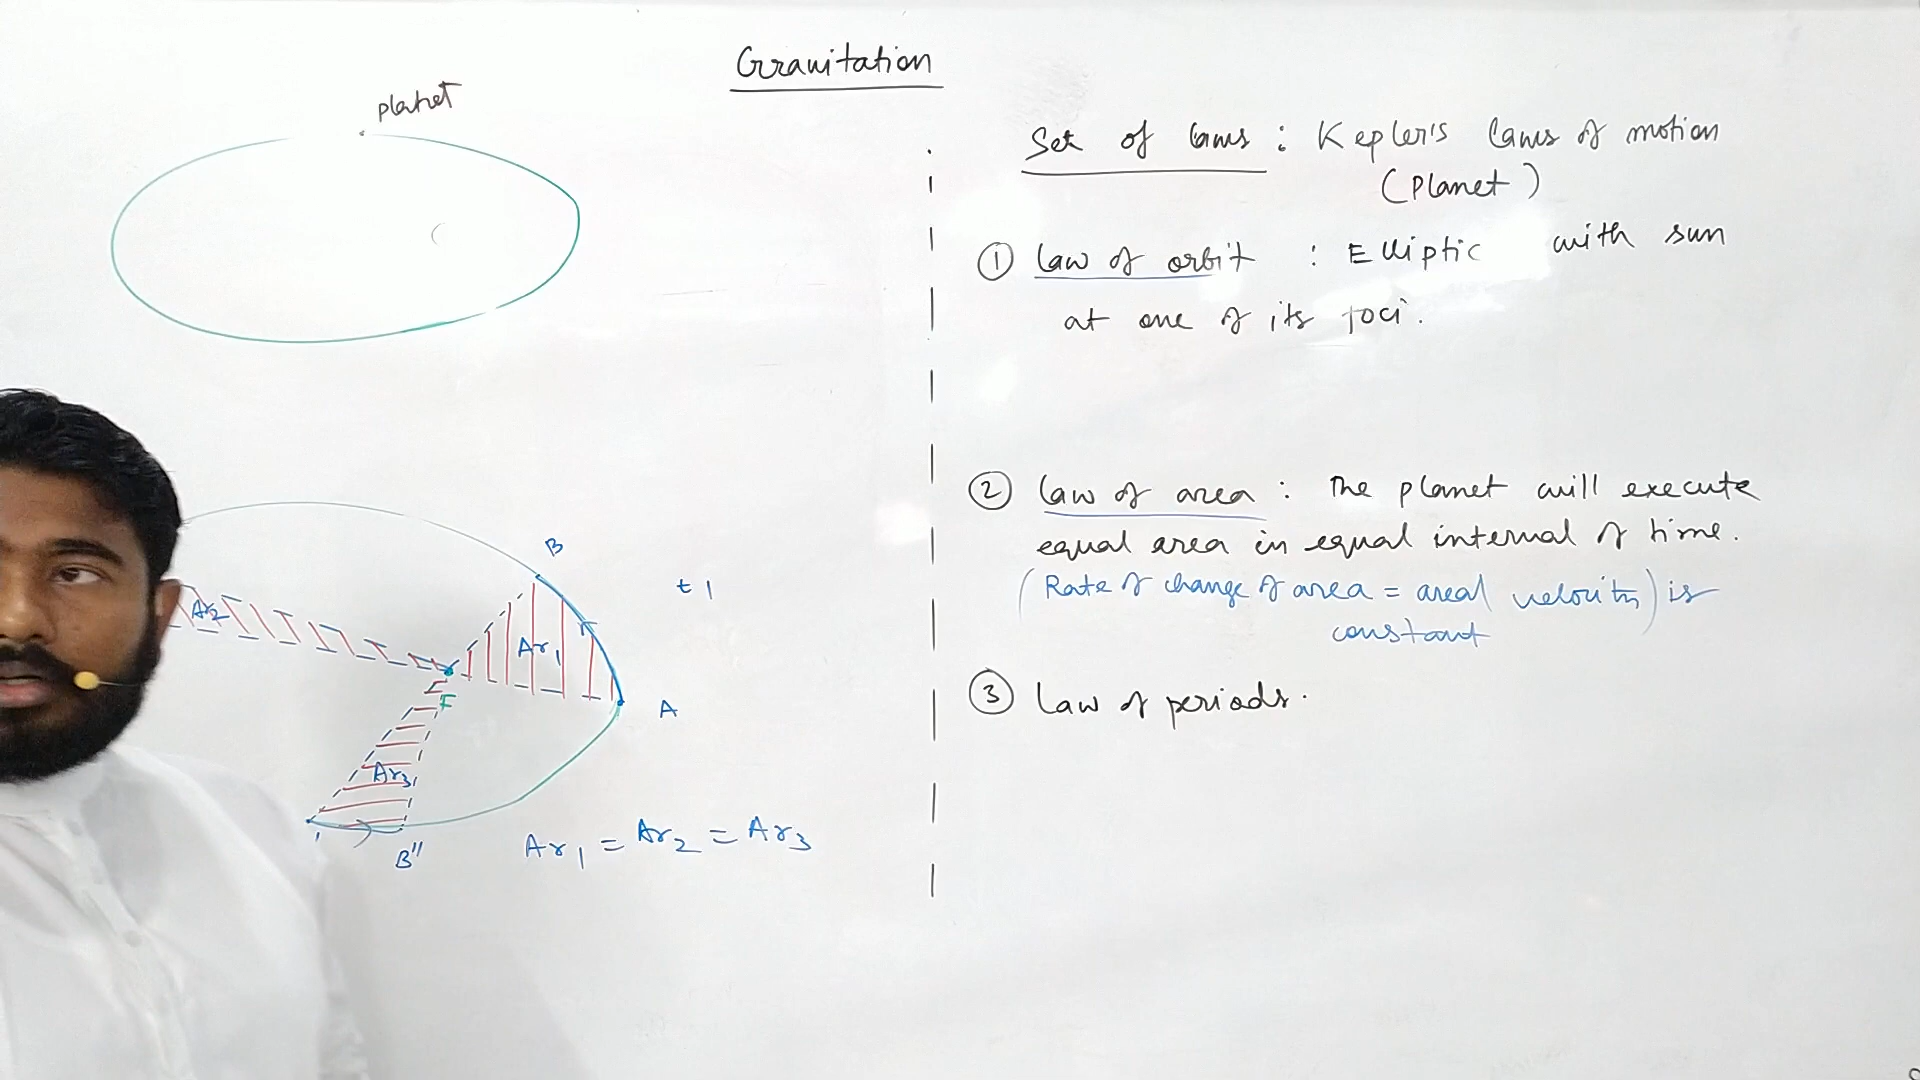 Gravitation
planet
Set of laws : Kepler's laws of motion
(Planet)
① law of orbit : Elliptic with sun
at one of its foci.
② law of area : The planet will execute
equal area in equal interval of time.
(Rate of change of area = areal velocity) is
constant
③ Law of periods.
B
t1
Ar2
Ar1
F
A
Ar3
B"
Ar1 = Ar2 = Ar3